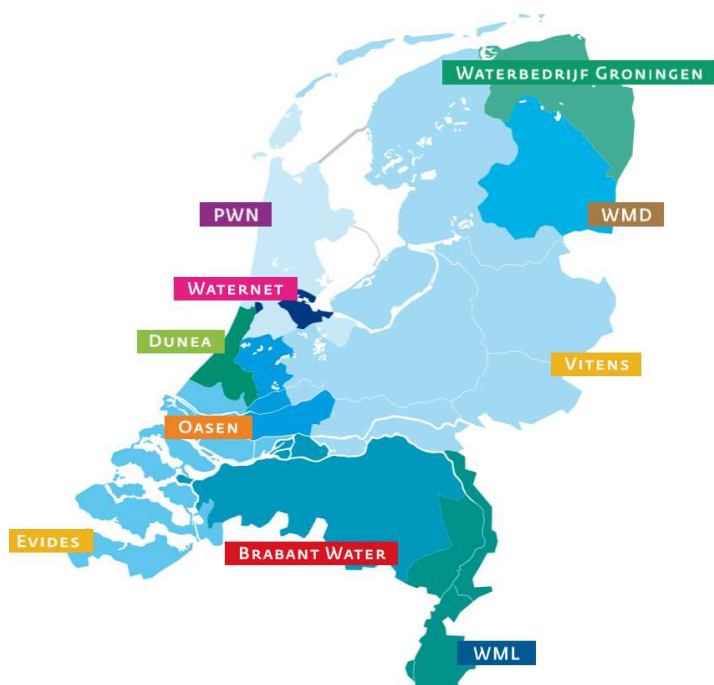 WATERBEDRIJF GRONINGEN
PWN
WMD
WATERNET
DUNEA
VITENS
OASEN
EVIDES
BRABANT WATER
WML